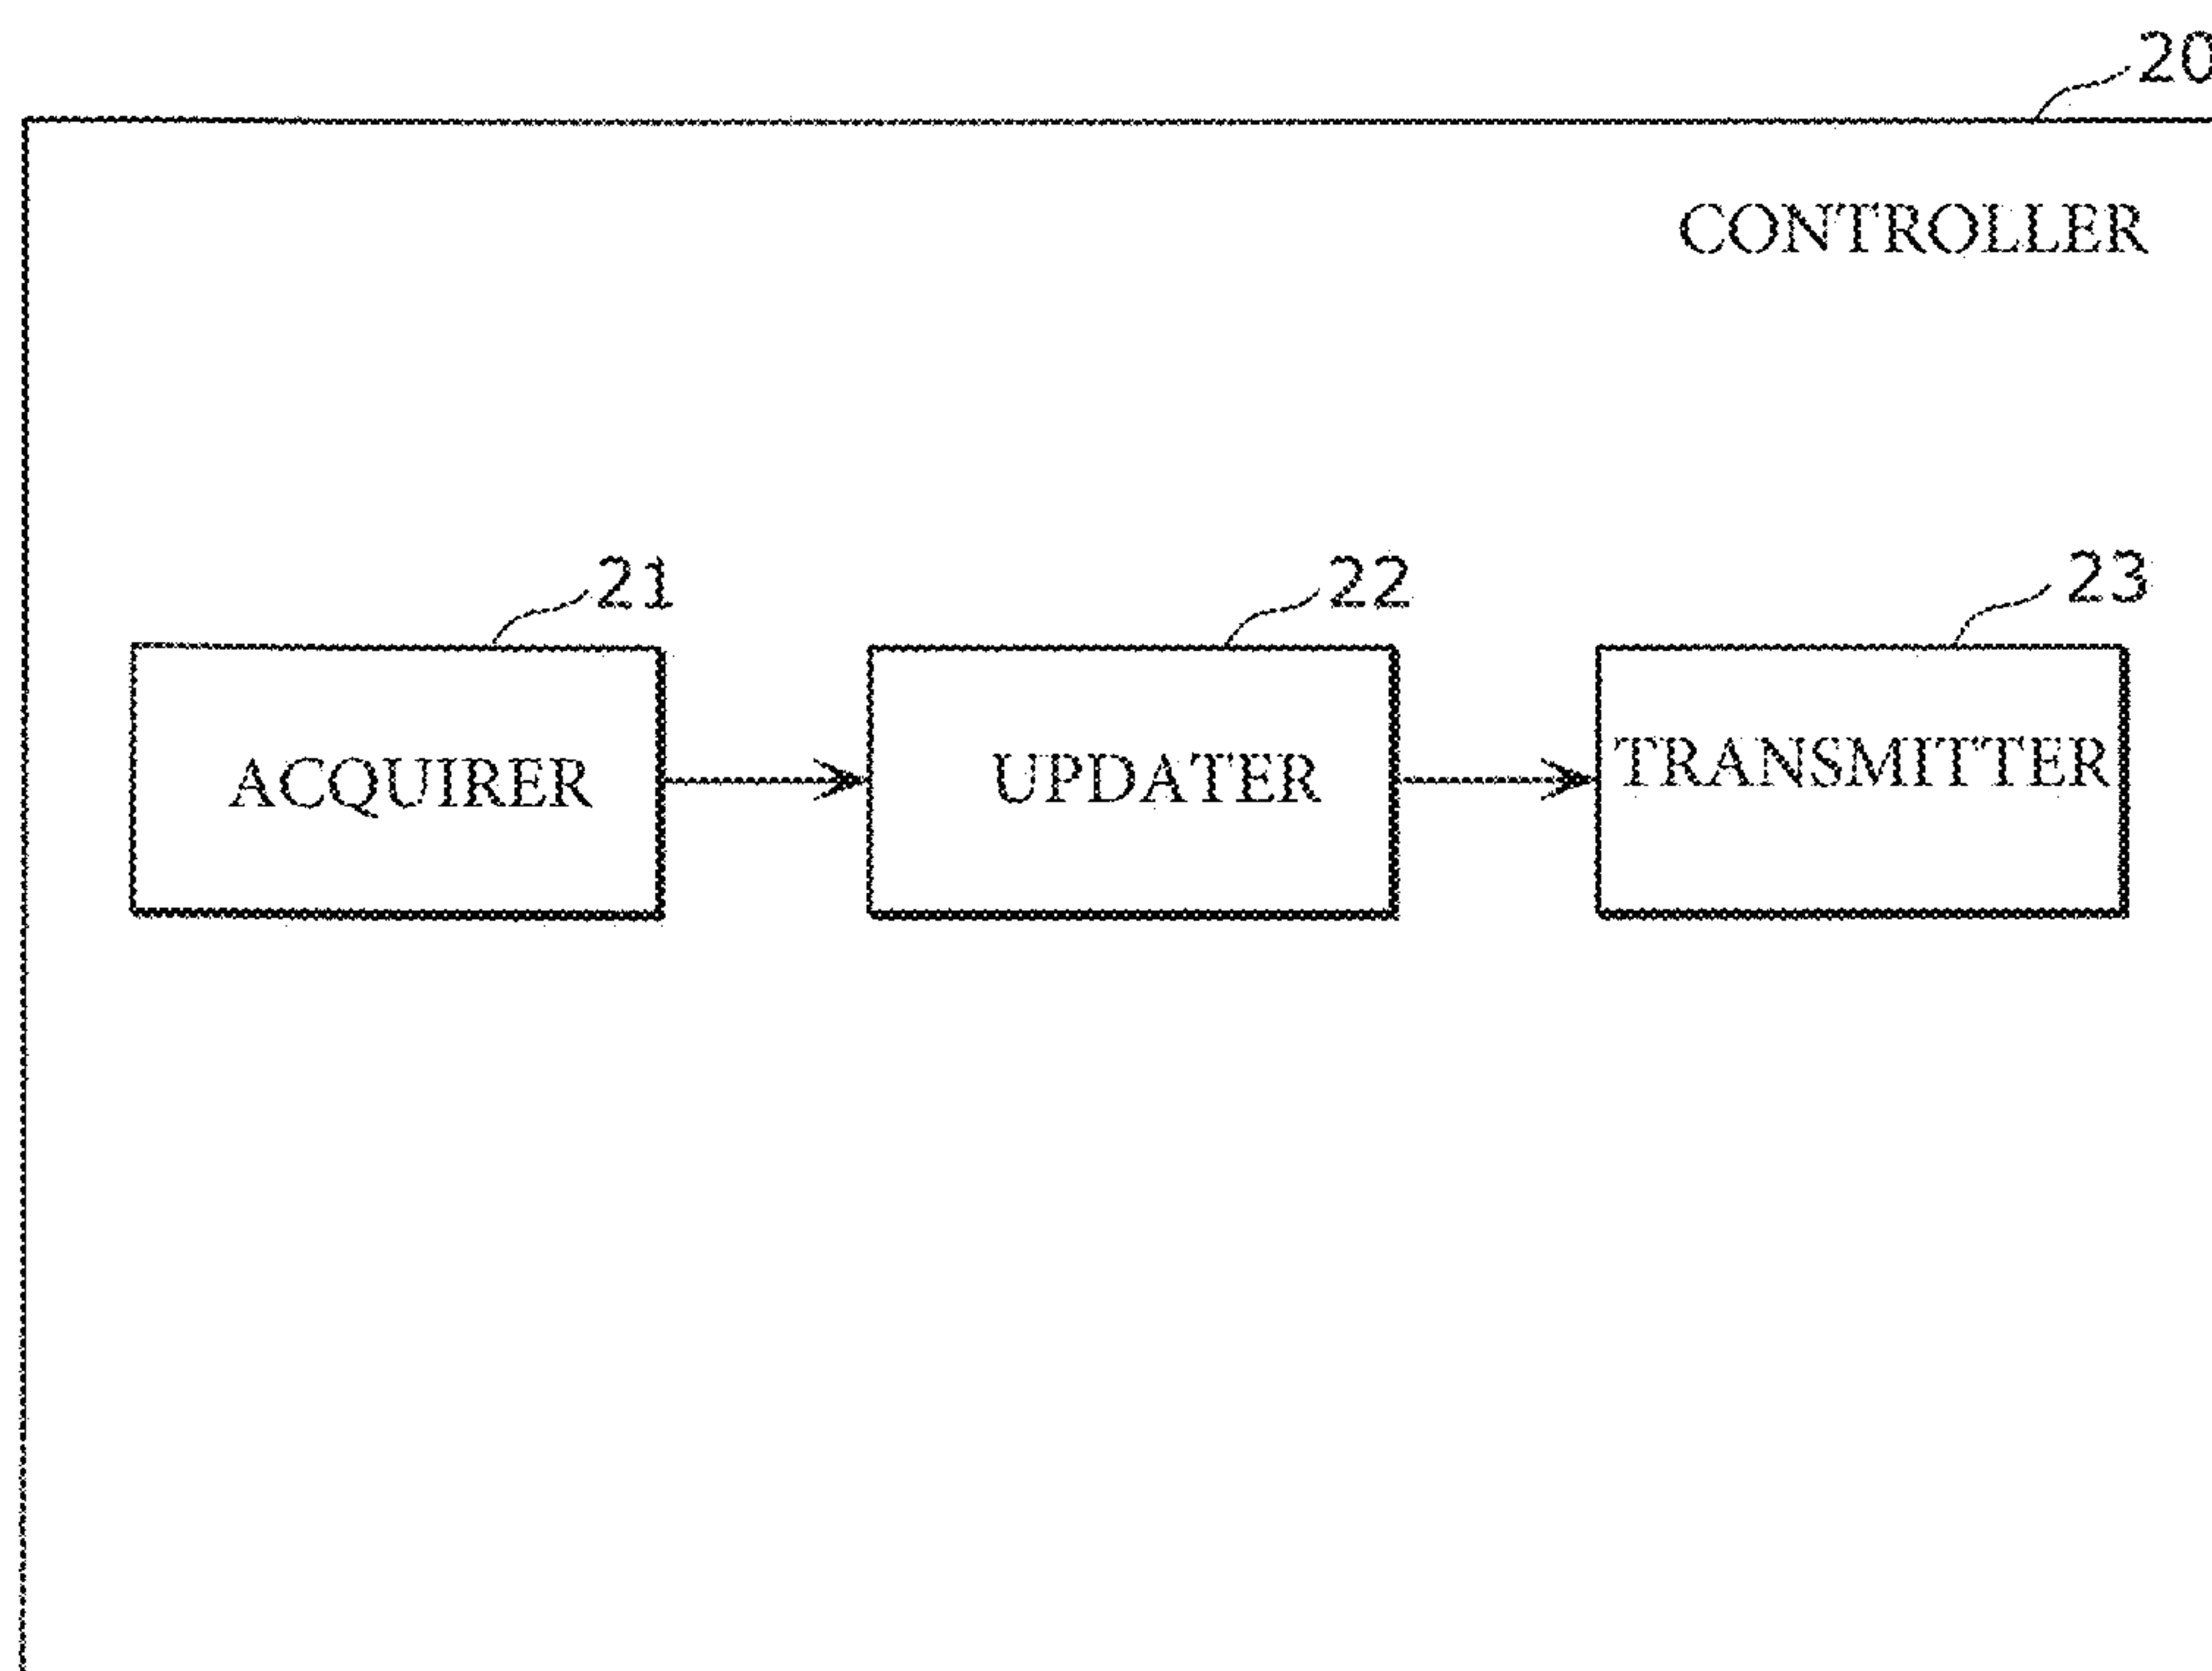 20
CONTROLLER
21
22
23
ACQUIRER
UPDATER
TRANSMITTER